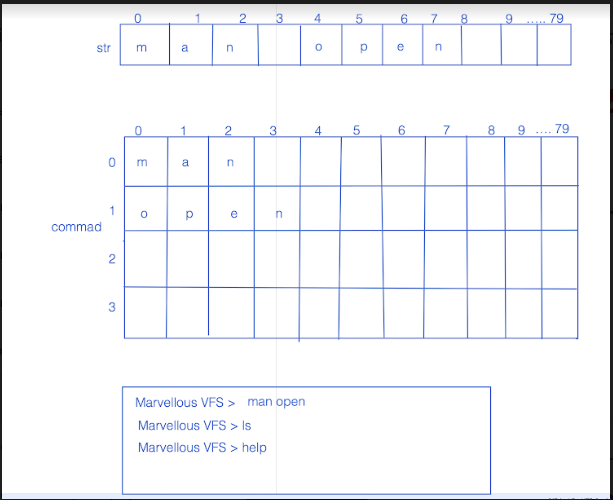 0 1 2 3 4 5 6 7 8 9 ..... 79
str m a n o p e n
0 1 2 3 4 5 6 7 8 9 .... 79
0 m a n
1 o p e n
commad
2
3
Marvellous VFS > man open
Marvellous VFS > ls
Marvellous VFS > help